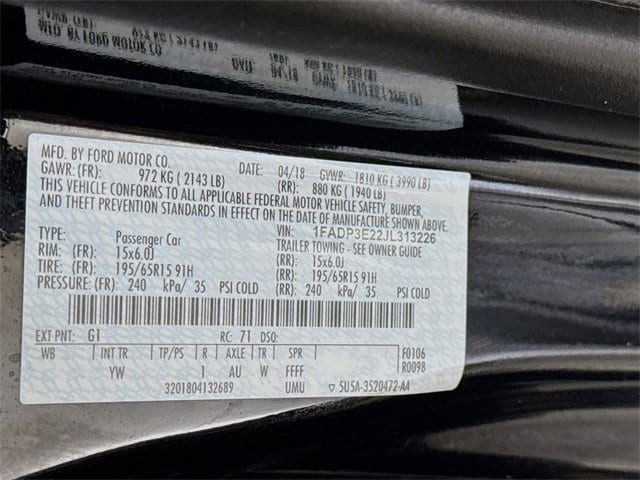 MFD. BY FORD MOTOR CO.
DATE: 04/18 GVWR: 1810 KG ( 3990 LB)
GAWR: (FR): 972 KG ( 2143 LB) (RR): 880 KG ( 1940 LB)
THIS VEHICLE CONFORMS TO ALL APPLICABLE FEDERAL MOTOR VEHICLE SAFETY, BUMPER,
AND THEFT PREVENTION STANDARDS IN EFFECT ON THE DATE OF MANUFACTURE SHOWN ABOVE.
VIN: 1FADP3E22JL313226
TYPE: Passenger Car TRAILER TOWING - SEE OWNER GUIDE
RIM: (FR): 15x6.0J (RR): 15x6.0J
TIRE: (FR): 195/65R15 91H (RR): 195/65R15 91H
PRESSURE: (FR): 240 kPa/ 35 PSI COLD (RR): 240 kPa/ 35 PSI COLD
EXT PNT: G1 RC: 71 DSO:
WB INT TR TP/PS R AXLE TR SPR F0106
YW 1 AU W W R0098
3201804132689 UMU ▽ 5U5A-3520472-AA